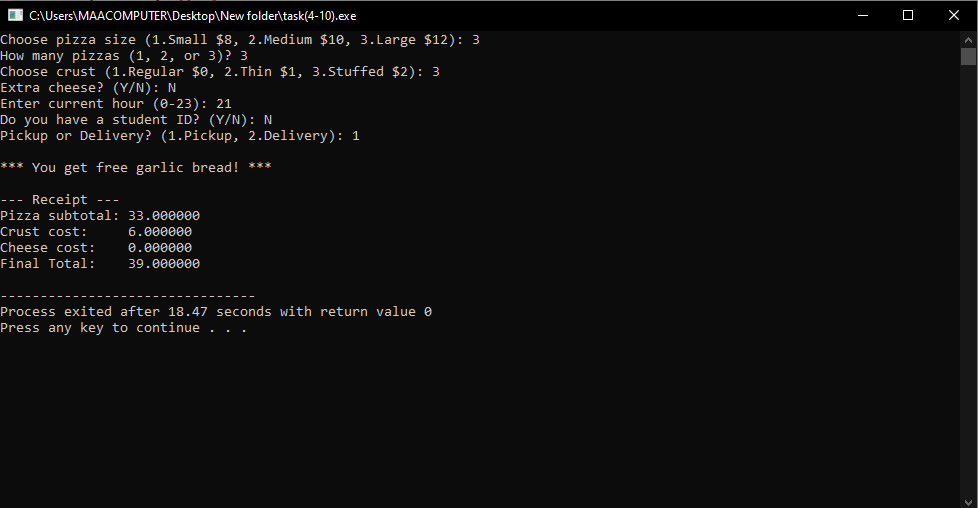 C:\Users\MAACOMPUTER\Desktop\New folder\task(4-10).exe
Choose pizza size (1.Small $8, 2.Medium $10, 3.Large $12): 3
How many pizzas (1, 2, or 3)? 3
Choose crust (1.Regular $0, 2.Thin $1, 3.Stuffed $2): 3
Extra cheese? (Y/N): N
Enter current hour (0-23): 21
Do you have a student ID? (Y/N): N
Pickup or Delivery? (1.Pickup, 2.Delivery): 1
*** You get free garlic bread! ***
--- Receipt ---
Pizza subtotal: 33.000000
Crust cost:     6.000000
Cheese cost:    0.000000
Final Total:    39.000000
--------------------------------
Process exited after 18.47 seconds with return value 0
Press any key to continue . . .